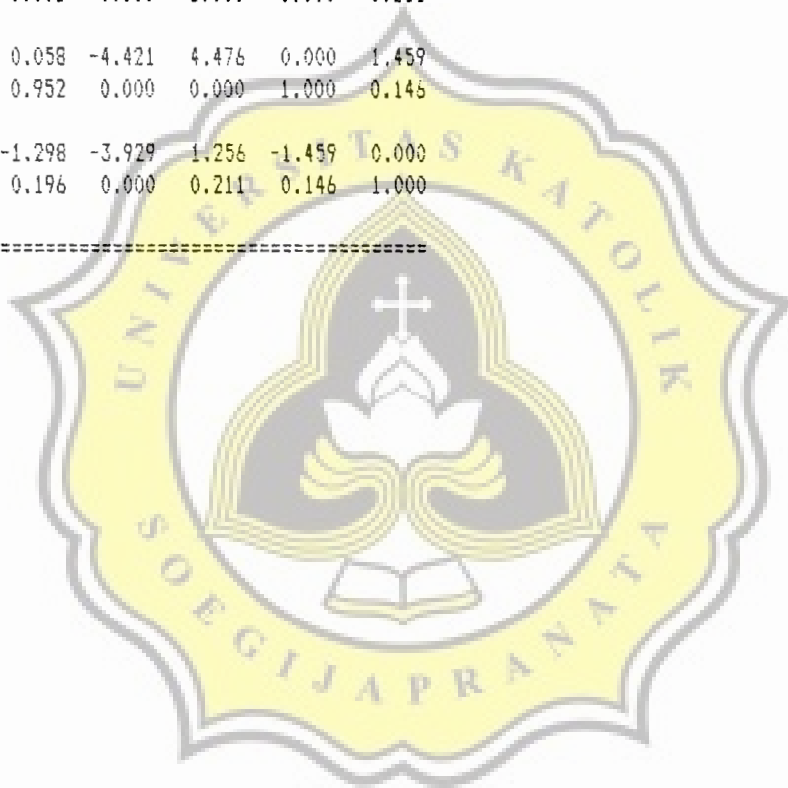 0.058 -4.421 4.476 0.000 1.459
0.952 0.000 0.000 1.000 0.146
-1.298 -3.929 1.256 -1.459 0.000
0.196 0.000 0.211 0.146 1.000
======================================
UNIVERSITAS KATOLIK
SOEGIJAPRANATA